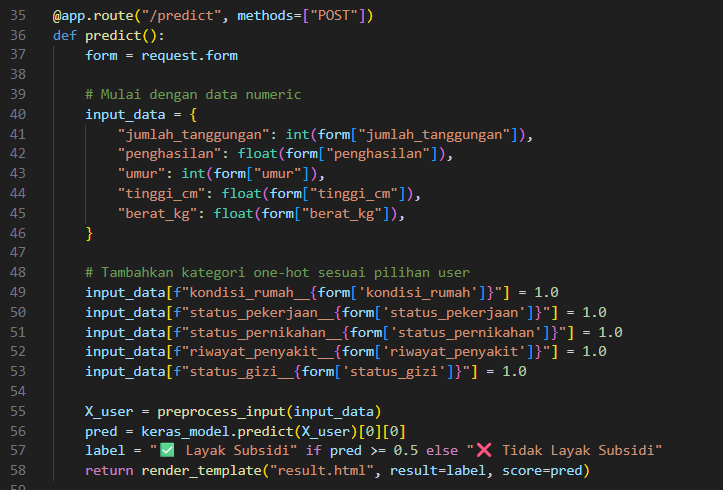 35 @app.route("/predict", methods=["POST"])
36 def predict():
37     form = request.form
38
39     # Mulai dengan data numeric
40     input_data = {
41         "jumlah_tanggungan": int(form["jumlah_tanggungan"]),
42         "penghasilan": float(form["penghasilan"]),
43         "umur": int(form["umur"]),
44         "tinggi_cm": float(form["tinggi_cm"]),
45         "berat_kg": float(form["berat_kg"]),
46     }
47
48     # Tambahkan kategori one-hot sesuai pilihan user
49     input_data[f"kondisi_rumah__{form['kondisi_rumah']}"] = 1.0
50     input_data[f"status_pekerjaan__{form['status_pekerjaan']}"] = 1.0
51     input_data[f"status_pernikahan__{form['status_pernikahan']}"] = 1.0
52     input_data[f"riwayat_penyakit__{form['riwayat_penyakit']}"] = 1.0
53     input_data[f"status_gizi__{form['status_gizi']}"] = 1.0
54
55     X_user = preprocess_input(input_data)
56     pred = keras_model.predict(X_user)[0][0]
57     label = "✅ Layak Subsidi" if pred >= 0.5 else "❌ Tidak Layak Subsidi"
58     return render_template("result.html", result=label, score=pred)